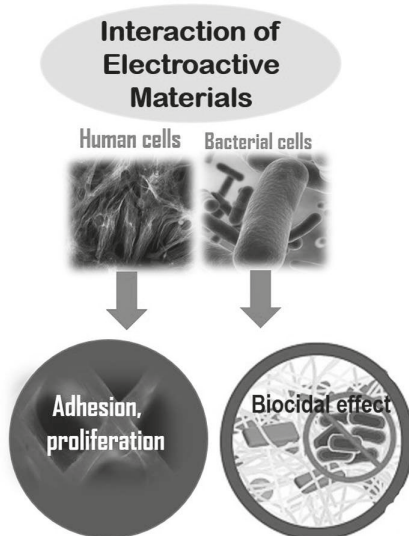 Interaction of
Electroactive
Materials
Human cells
Bacterial cells
Adhesion,
proliferation
Biocidal effect